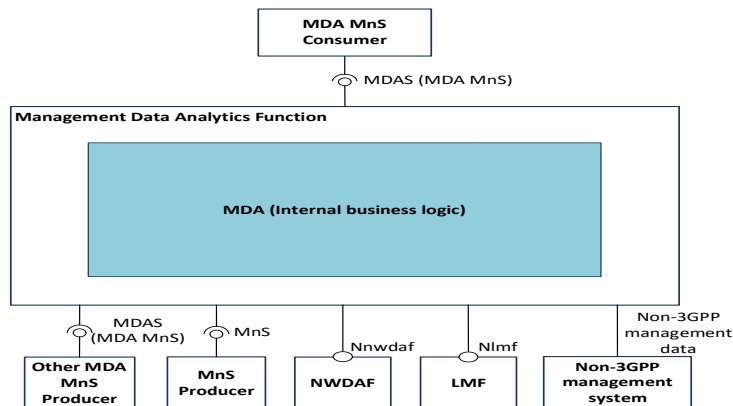 MDA MnS
Consumer
MDAS (MDA MnS)
Management Data Analytics Function
MDA (Internal business logic)
MDAS
(MDA MnS)
MnS
Nnwdaf
Nlmf
Non-3GPP
management
data
Other MDA
MnS
Producer
MnS
Producer
NWDAF
LMF
Non-3GPP
management
system